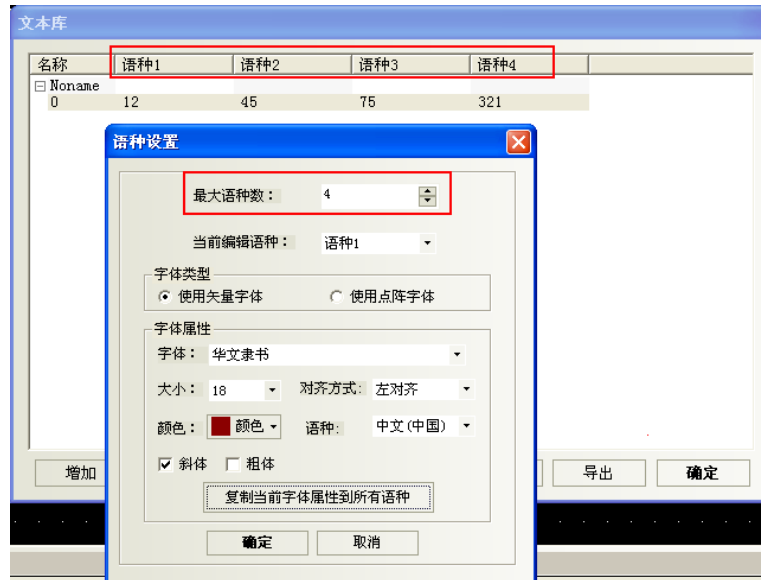 文本库
名称 语种1 语种2 语种3 语种4
Noname
0 12 45 75 321
语种设置
最大语种数： 4
当前编辑语种： 语种1
字体类型
使用矢量字体 使用点阵字体
字体属性
字体： 华文隶书
大小： 18 对齐方式: 左对齐
颜色： 颜色 语种: 中文(中国)
斜体 粗体
复制当前字体属性到所有语种
增加 导出 确定
确定 取消